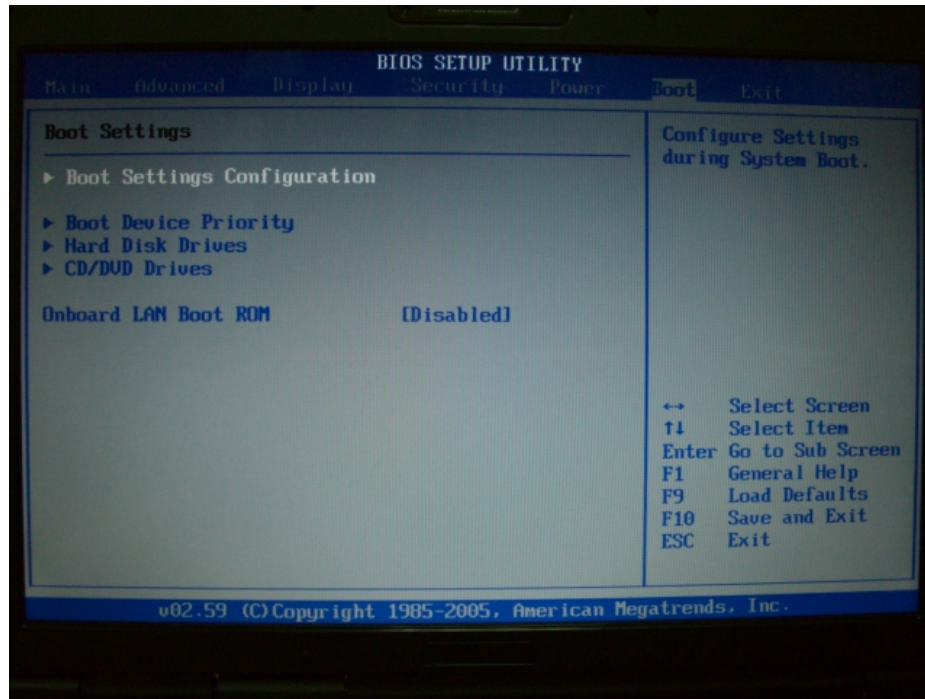 BIOS SETUP UTILITY
Main Advanced Display Security Power Boot Exit
Boot Settings
▶ Boot Settings Configuration
▶ Boot Device Priority
▶ Hard Disk Drives
▶ CD/DVD Drives
Onboard LAN Boot ROM [Disabled]
Configure Settings
during System Boot.
↔ Select Screen
↑↓ Select Item
Enter Go to Sub Screen
F1 General Help
F9 Load Defaults
F10 Save and Exit
ESC Exit
v02.59 (C)Copyright 1985-2005, American Megatrends, Inc.